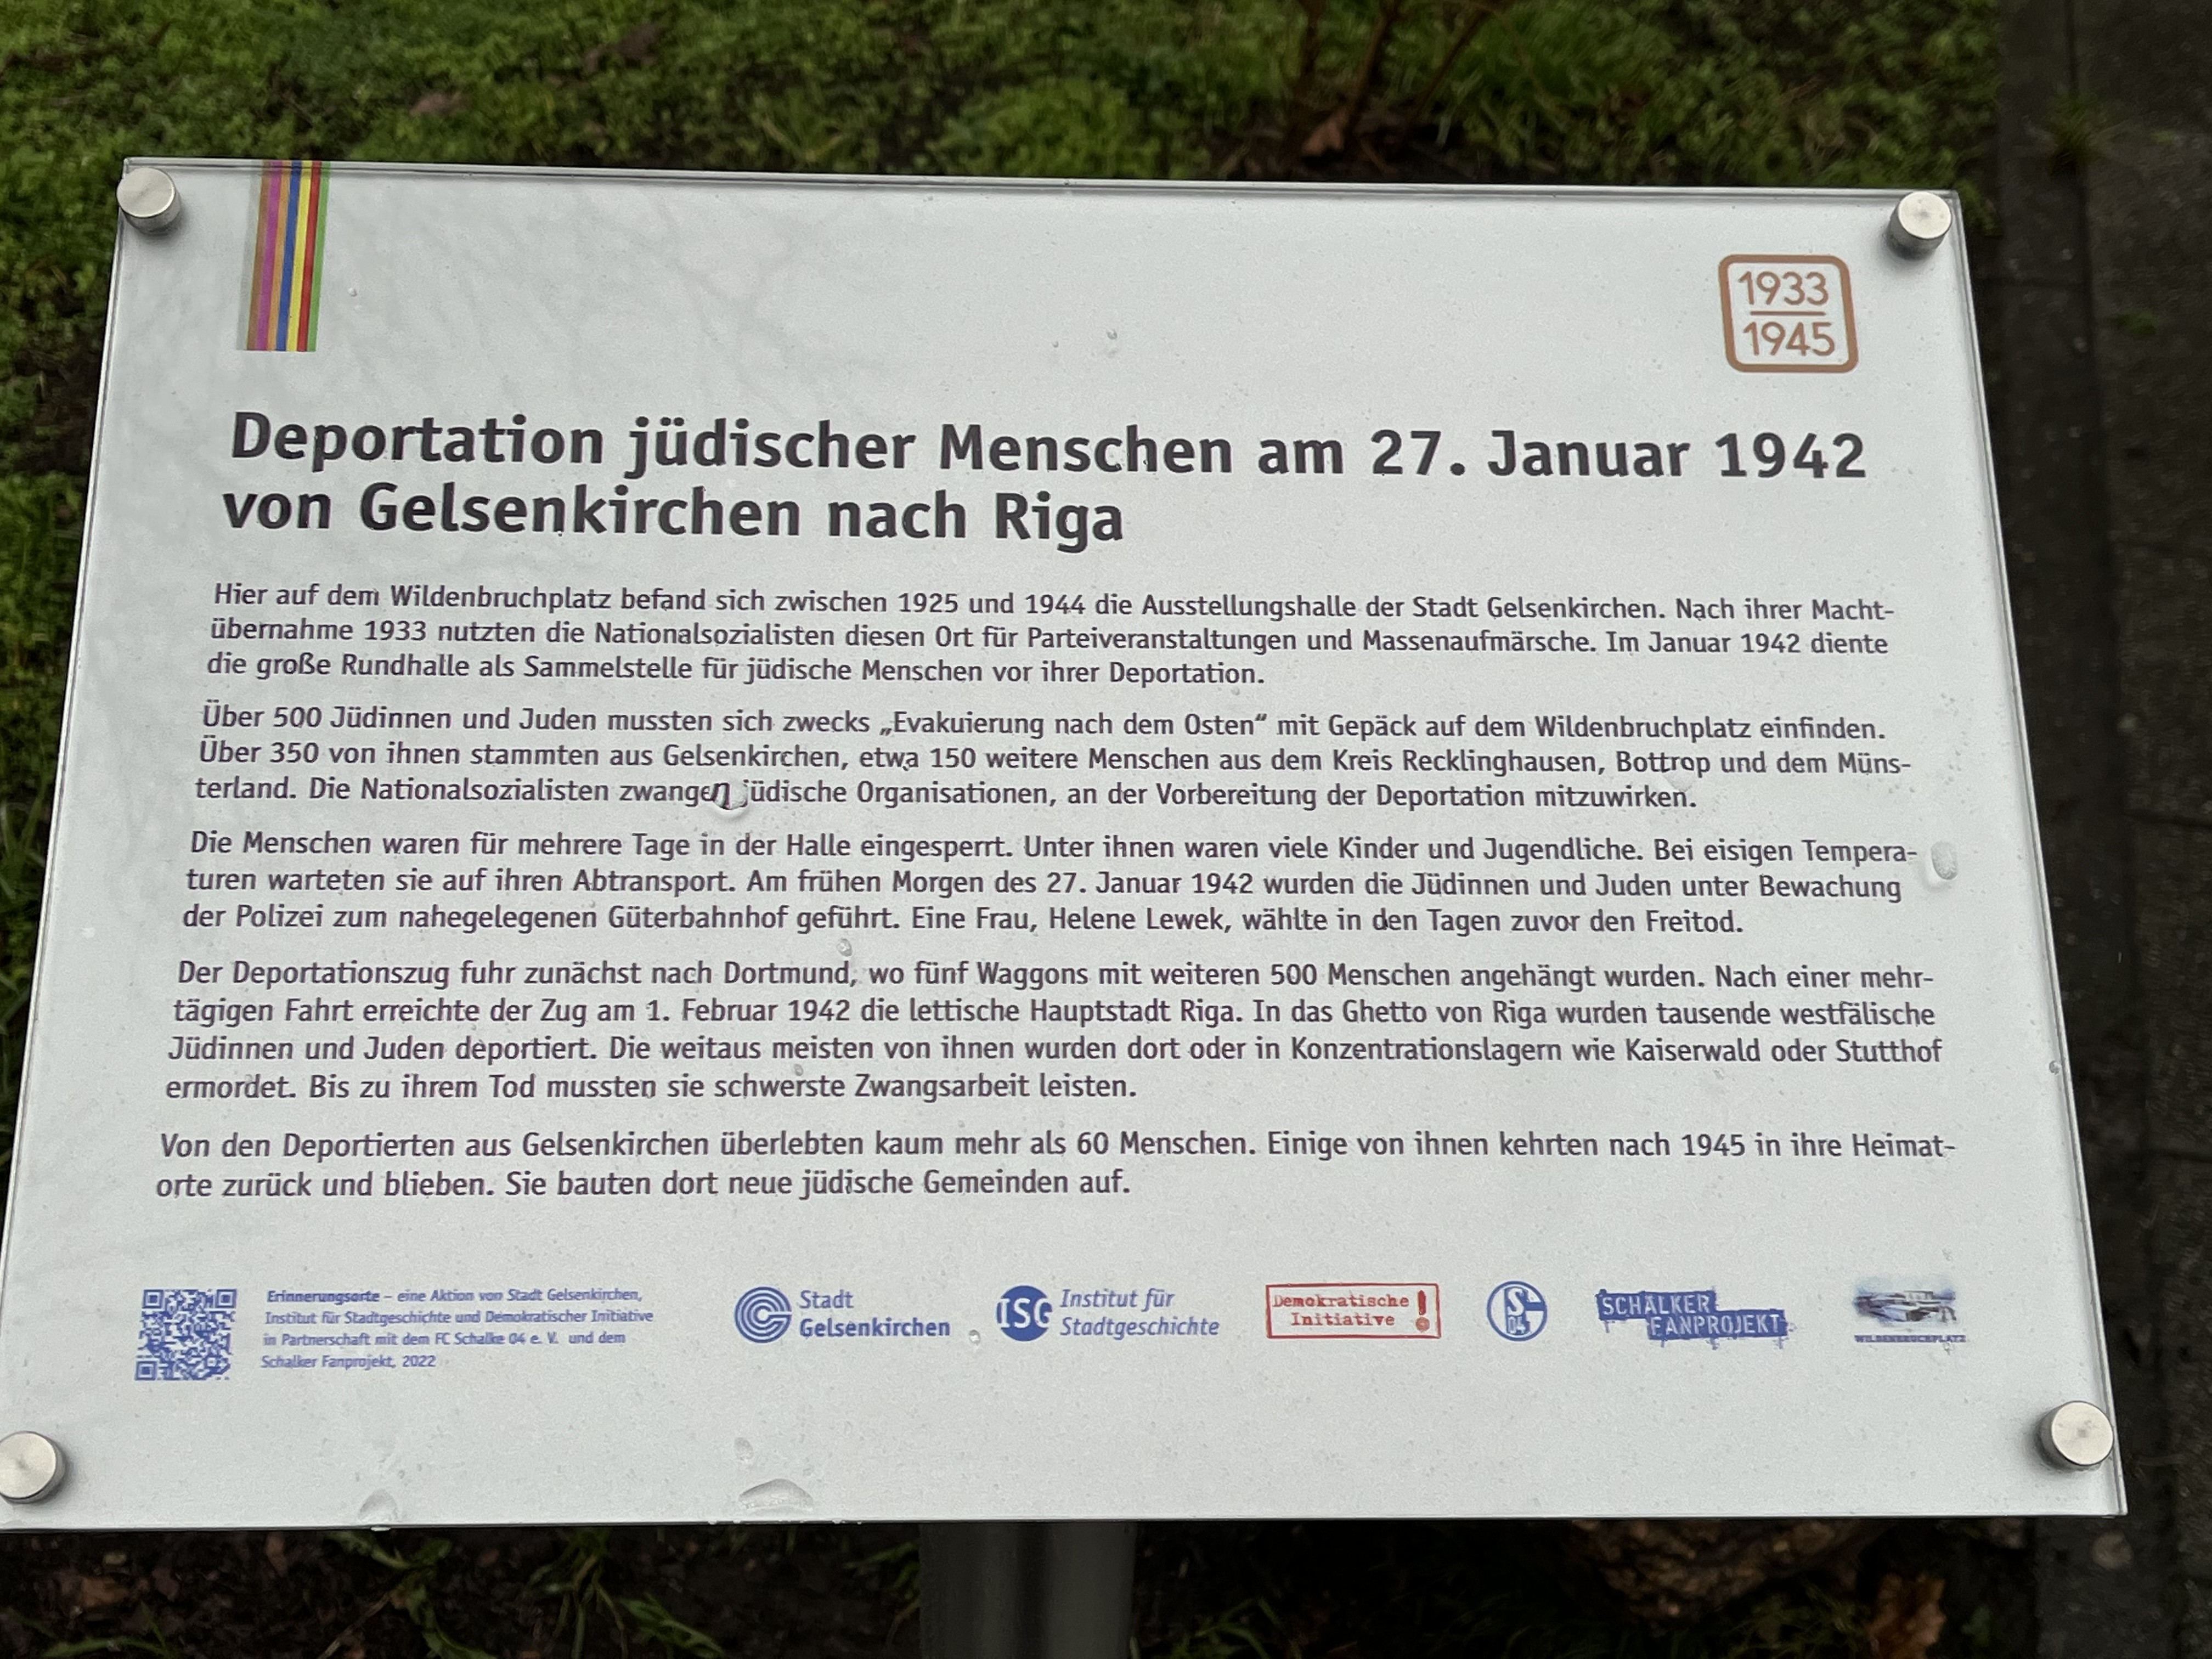 1933
1945
Deportation jüdischer Menschen am 27. Januar 1942
von Gelsenkirchen nach Riga
Hier auf dem Wildenbruchplatz befand sich zwischen 1925 und 1944 die Ausstellungshalle der Stadt Gelsenkirchen. Nach ihrer Macht-
übernahme 1933 nutzten die Nationalsozialisten diesen Ort für Parteiveranstaltungen und Massenaufmärsche. Im Januar 1942 diente
die große Rundhalle als Sammelstelle für jüdische Menschen vor ihrer Deportation.
Über 500 Jüdinnen und Juden mussten sich zwecks „Evakuierung nach dem Osten“ mit Gepäck auf dem Wildenbruchplatz einfinden.
Über 350 von ihnen stammten aus Gelsenkirchen, etwa 150 weitere Menschen aus dem Kreis Recklinghausen, Bottrop und dem Müns-
terland. Die Nationalsozialisten zwangen jüdische Organisationen, an der Vorbereitung der Deportation mitzuwirken.
Die Menschen waren für mehrere Tage in der Halle eingesperrt. Unter ihnen waren viele Kinder und Jugendliche. Bei eisigen Tempera-
turen warteten sie auf ihren Abtransport. Am frühen Morgen des 27. Januar 1942 wurden die Jüdinnen und Juden unter Bewachung
der Polizei zum nahegelegenen Güterbahnhof geführt. Eine Frau, Helene Lewek, wählte in den Tagen zuvor den Freitod.
Der Deportationszug fuhr zunächst nach Dortmund, wo fünf Waggons mit weiteren 500 Menschen angehängt wurden. Nach einer mehr-
tägigen Fahrt erreichte der Zug am 1. Februar 1942 die lettische Hauptstadt Riga. In das Ghetto von Riga wurden tausende westfälische
Jüdinnen und Juden deportiert. Die weitaus meisten von ihnen wurden dort oder in Konzentrationslagern wie Kaiserwald oder Stutthof
ermordet. Bis zu ihrem Tod mussten sie schwerste Zwangsarbeit leisten.
Von den Deportierten aus Gelsenkirchen überlebten kaum mehr als 60 Menschen. Einige von ihnen kehrten nach 1945 in ihre Heimat-
orte zurück und blieben. Sie bauten dort neue jüdische Gemeinden auf.
Erinnerungsorte – eine Aktion von Stadt Gelsenkirchen,
Institut für Stadtgeschichte und Demokratischer Initiative
in Partnerschaft mit dem FC Schalke 04 e. V. und dem
Schalker Fanprojekt, 2022
Stadt
Gelsenkirchen
ISG
Institut für
Stadtgeschichte
Demokratische
Initiative !
S 04
SCHALKER
FANPROJEKT
WILDENBRUCHPLATZ